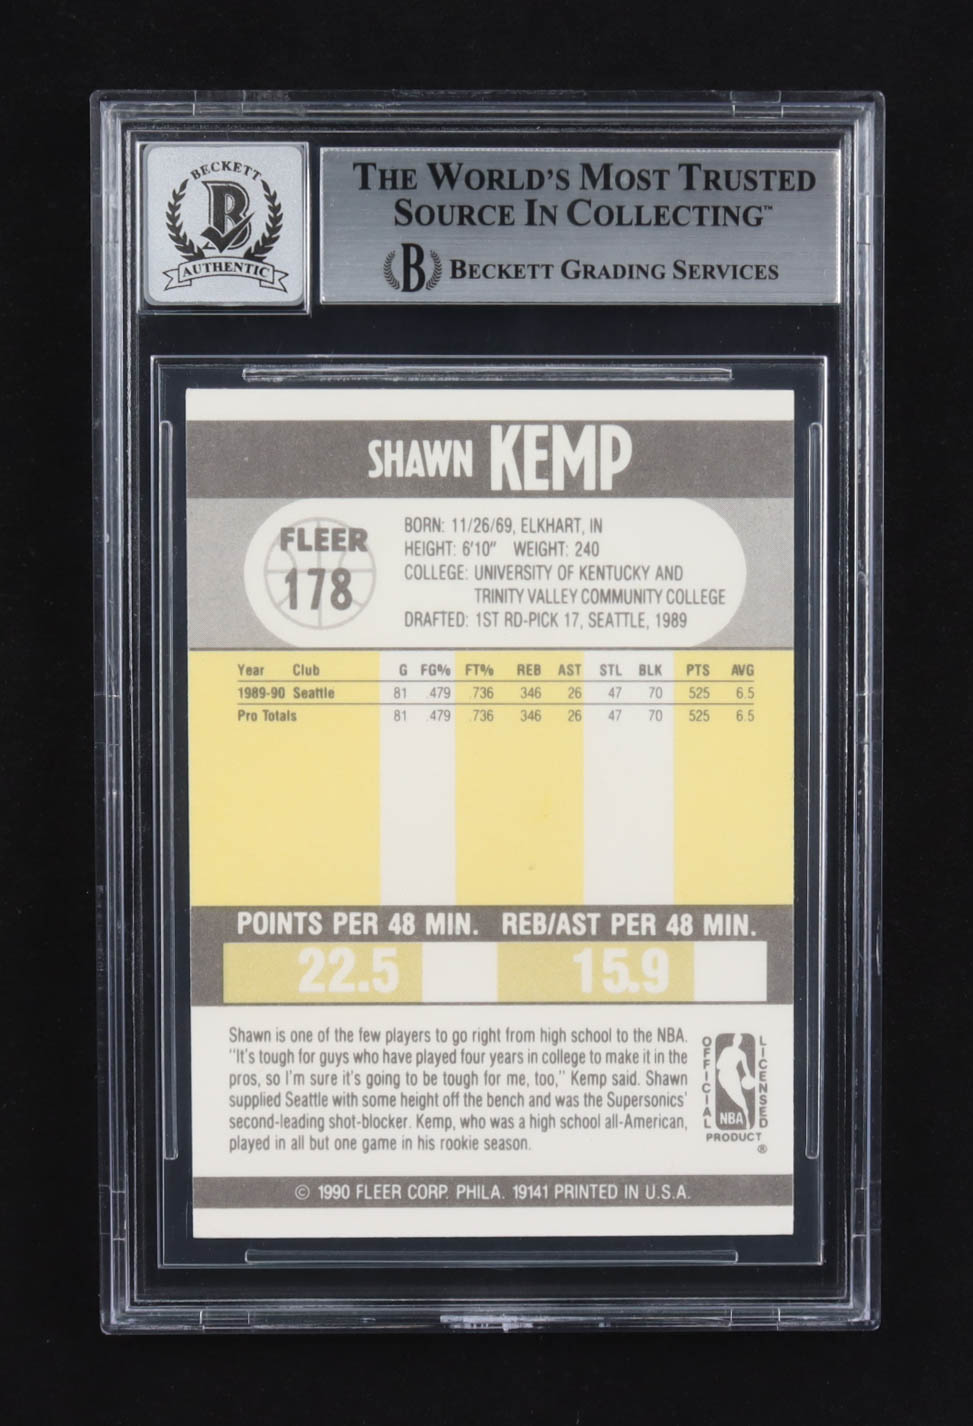 BECKETT
B
AUTHENTIC
THE WORLD'S MOST TRUSTED
SOURCE IN COLLECTING™
B BECKETT GRADING SERVICES
SHAWN KEMP
FLEER
178
BORN: 11/26/69, ELKHART, IN
HEIGHT: 6'10" WEIGHT: 240
COLLEGE: UNIVERSITY OF KENTUCKY AND
TRINITY VALLEY COMMUNITY COLLEGE
DRAFTED: 1ST RD-PICK 17, SEATTLE, 1989
Year Club G FG% FT% REB AST STL BLK PTS AVG
1989-90 Seattle 81 .479 .736 346 26 47 70 525 6.5
Pro Totals 81 .479 .736 346 26 47 70 525 6.5
POINTS PER 48 MIN. REB/AST PER 48 MIN.
22.5 15.9
Shawn is one of the few players to go right from high school to the NBA.
"It's tough for guys who have played four years in college to make it in the
pros, so I'm sure it's going to be tough for me, too," Kemp said. Shawn
supplied Seattle with some height off the bench and was the Supersonics'
second-leading shot-blocker. Kemp, who was a high school all-American,
played in all but one game in his rookie season.
OFFICIAL
NBA
LICENSED
PRODUCT
®
© 1990 FLEER CORP. PHILA. 19141 PRINTED IN U.S.A.